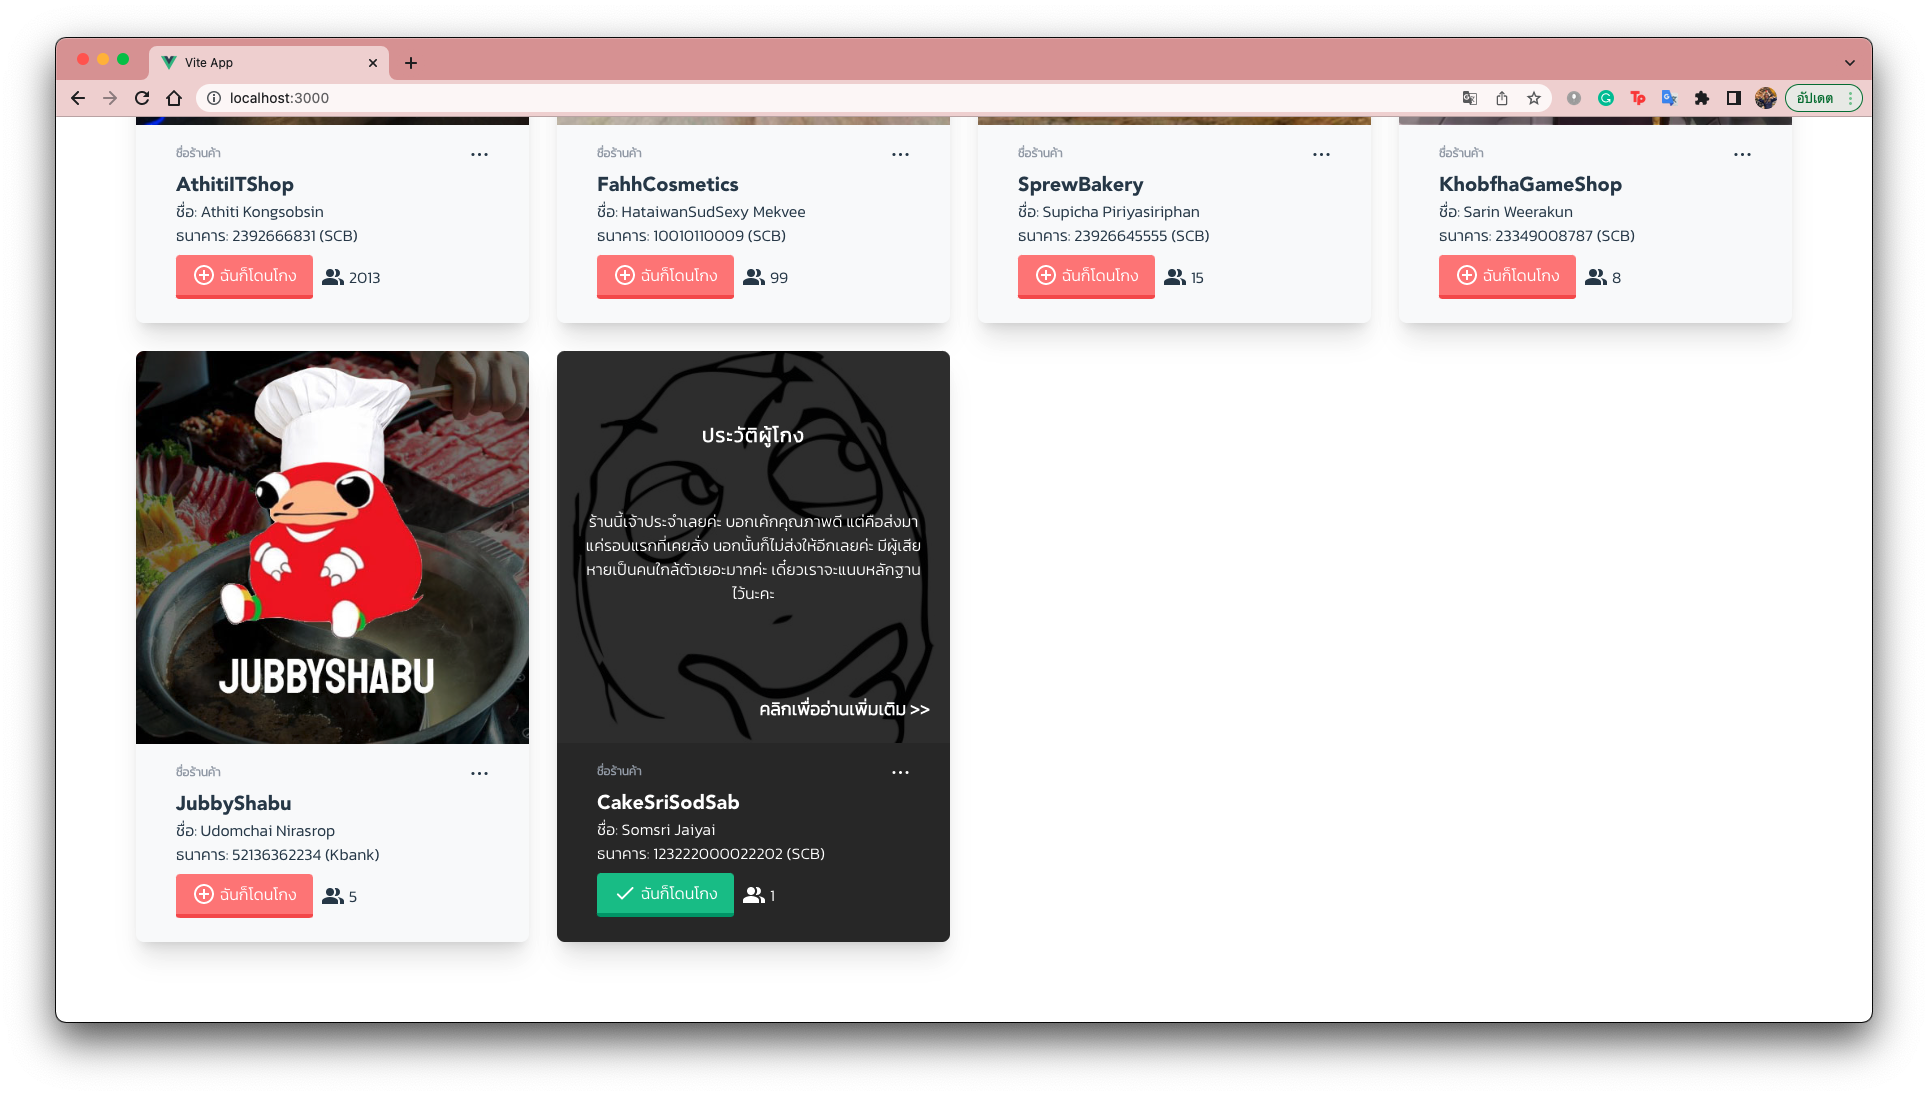 Vite App
localhost:3000
อัปเดต
ชื่อร้านค้า
AthitiITShop
ชื่อ: Athiti Kongsobsin
ธนาคาร: 2392666831 (SCB)
ฉันก็โดนโกง 2013
ชื่อร้านค้า
FahhCosmetics
ชื่อ: HataiwanSudSexy Mekvee
ธนาคาร: 10010110009 (SCB)
ฉันก็โดนโกง 99
ชื่อร้านค้า
SprewBakery
ชื่อ: Supicha Piriyasiriphan
ธนาคาร: 23926645555 (SCB)
ฉันก็โดนโกง 15
ชื่อร้านค้า
KhobfhaGameShop
ชื่อ: Sarin Weerakun
ธนาคาร: 23349008787 (SCB)
ฉันก็โดนโกง 8
JUBBYSHABU
ชื่อร้านค้า
JubbyShabu
ชื่อ: Udomchai Nirasrop
ธนาคาร: 52136362234 (Kbank)
ฉันก็โดนโกง 5
ประวัติผู้โกง
ร้านนี้เจ้าประจำเลยค่ะ บอกเค้กคุณภาพดี แต่คือส่งมา
แค่รอบแรกที่เคยสั่ง นอกนั้นก็ไม่ส่งให้อีกเลยค่ะ มีผู้เสีย
หายเป็นคนใกล้ตัวเยอะมากค่ะ เดี๋ยวเราจะแนบหลักฐาน
ไว้นะคะ
คลิกเพื่ออ่านเพิ่มเติม >>
ชื่อร้านค้า
CakeSriSodSab
ชื่อ: Somsri Jaiyai
ธนาคาร: 123222000022202 (SCB)
ฉันก็โดนโกง 1